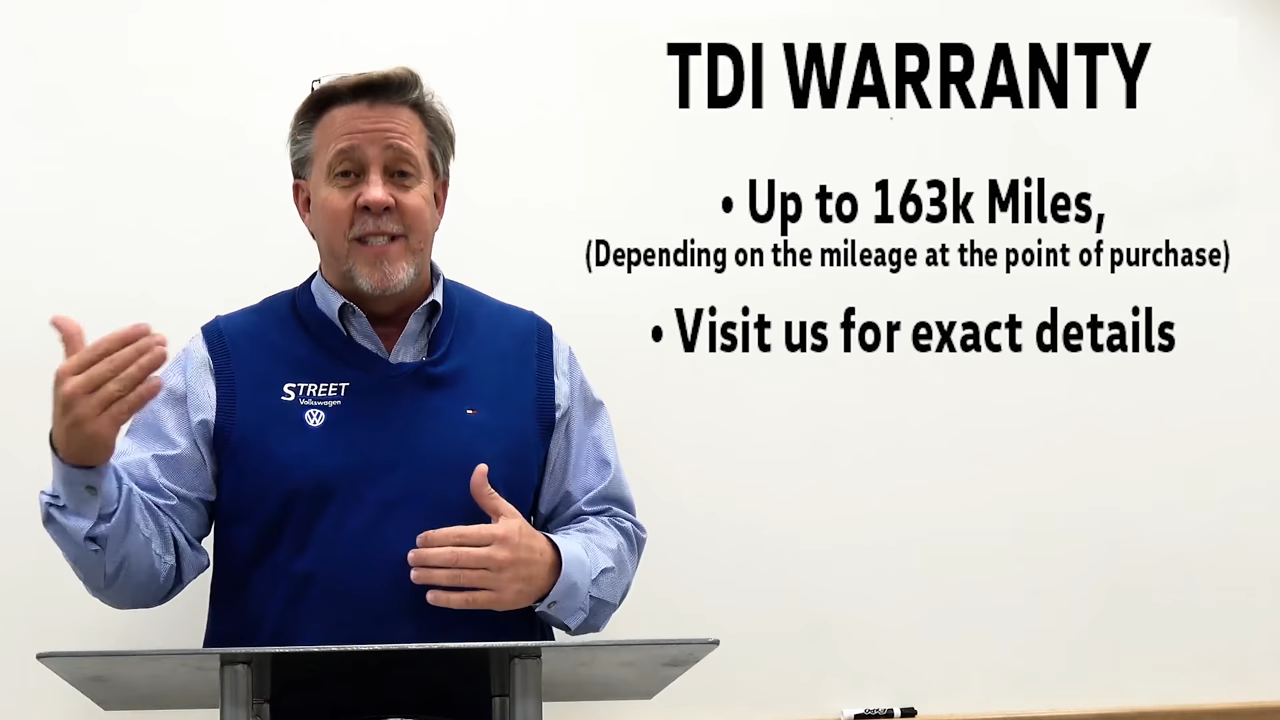 TDI WARRANTY
• Up to 163k Miles,
(Depending on the mileage at the point of purchase)
• Visit us for exact details
STREET
Volkswagen